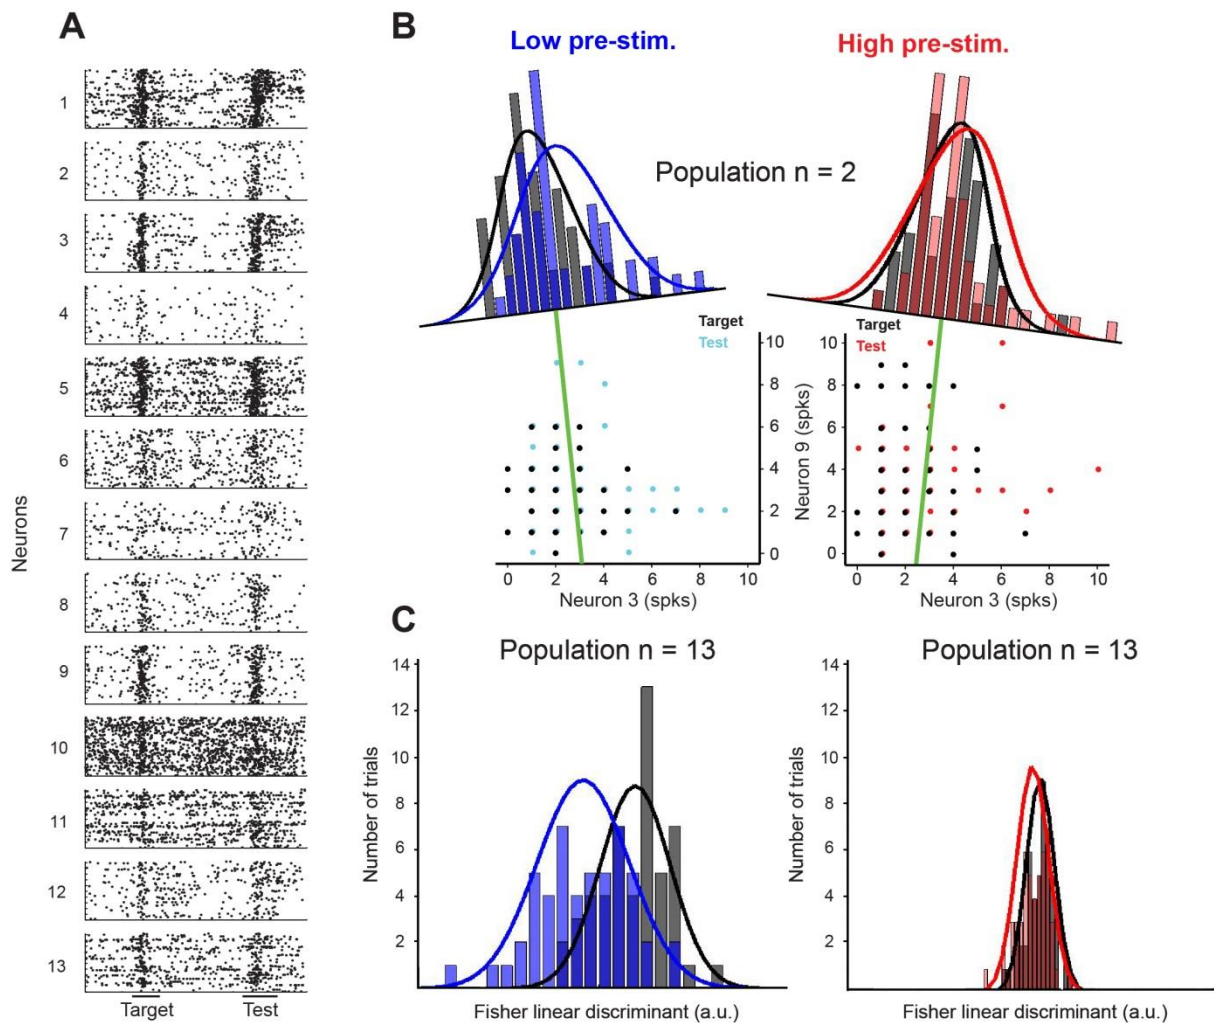 A
Neurons
1
2
3
4
5
6
7
8
9
10
11
12
13
Target Test
B
Low pre-stim. High pre-stim.
Population n = 2
Target
Test
10
8
6
4
2
0
Neuron 9 (spks)
0 2 4 6 8 10
Neuron 3 (spks)
Target
Test
10
8
6
4
2
0
0 2 4 6 8 10
Neuron 3 (spks)
C
Population n = 13
Number of trials
14
12
10
8
6
4
2
Fisher linear discriminant (a.u.)
Population n = 13
Number of trials
14
12
10
8
6
4
2
Fisher linear discriminant (a.u.)